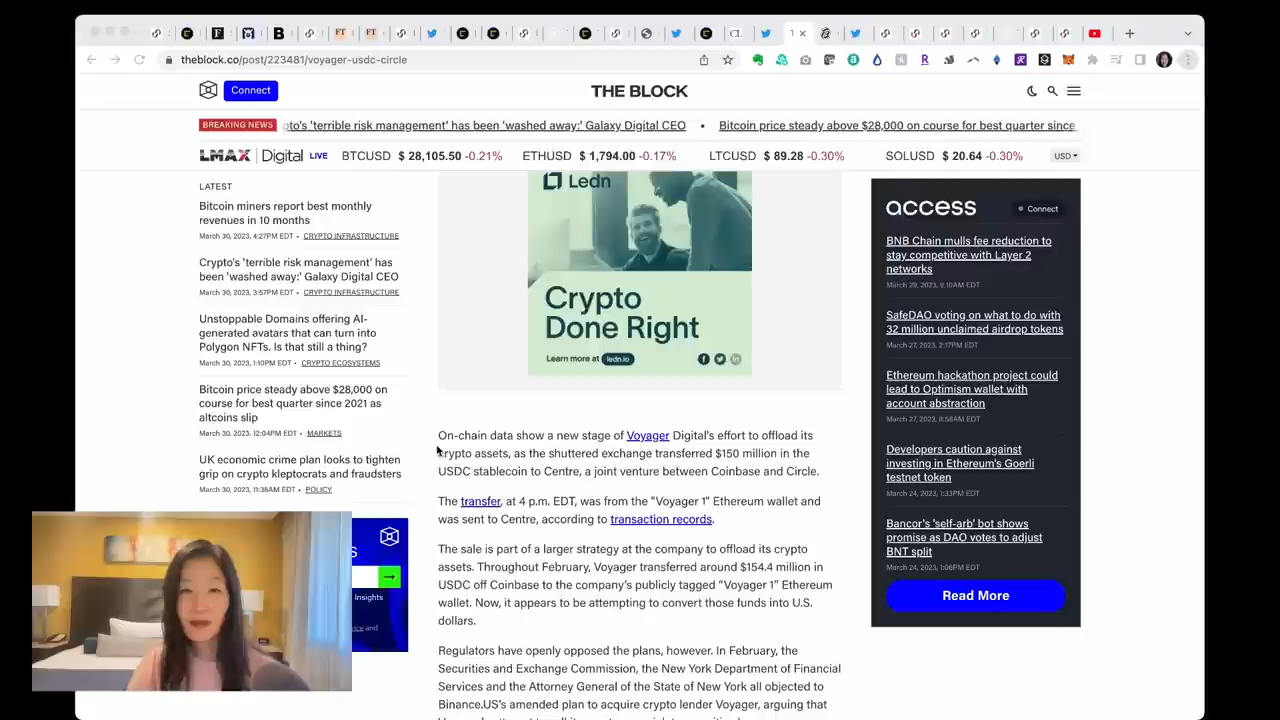 theblock.co/post/223481/voyager-usdc-circle
Connect
THE BLOCK
BREAKING NEWS
pto's 'terrible risk management' has been 'washed away:' Galaxy Digital CEO • Bitcoin price steady above $28,000 on course for best quarter since
LMAX Digital LIVE BTCUSD $ 28,105.50 -0.21% ETHUSD $ 1,794.00 -0.17% LTCUSD $ 89.28 -0.30% SOLUSD $ 20.64 -0.30% USD
LATEST
Bitcoin miners report best monthly
revenues in 10 months
March 30, 2023, 4:27PM EDT • CRYPTO INFRASTRUCTURE
Crypto's 'terrible risk management' has
been 'washed away:' Galaxy Digital CEO
March 30, 2023, 3:57PM EDT • CRYPTO INFRASTRUCTURE
Unstoppable Domains offering AI-
generated avatars that can turn into
Polygon NFTs. Is that still a thing?
March 30, 2023, 1:10PM EDT • CRYPTO ECOSYSTEMS
Bitcoin price steady above $28,000 on
course for best quarter since 2021 as
altcoins slip
March 30, 2023, 12:04PM EDT • MARKETS
UK economic crime plan looks to tighten
grip on crypto kleptocrats and fraudsters
March 30, 2023, 11:38AM EDT • POLICY
S
Insights
and
Ledn
Crypto
Done Right
Learn more at ledn.io
On-chain data show a new stage of Voyager Digital's effort to offload its
crypto assets, as the shuttered exchange transferred $150 million in the
USDC stablecoin to Centre, a joint venture between Coinbase and Circle.
The transfer, at 4 p.m. EDT, was from the "Voyager 1" Ethereum wallet and
was sent to Centre, according to transaction records.
The sale is part of a larger strategy at the company to offload its crypto
assets. Throughout February, Voyager transferred around $154.4 million in
USDC off Coinbase to the company's publicly tagged “Voyager 1” Ethereum
wallet. Now, it appears to be attempting to convert those funds into U.S.
dollars.
Regulators have openly opposed the plans, however. In February, the
Securities and Exchange Commission, the New York Department of Financial
Services and the Attorney General of the State of New York all objected to
Binance.US's amended plan to acquire crypto lender Voyager, arguing that
access
Connect
BNB Chain mulls fee reduction to
stay competitive with Layer 2
networks
March 29, 2023, 9:10AM EDT
SafeDAO voting on what to do with
32 million unclaimed airdrop tokens
March 27, 2023, 2:17PM EDT
Ethereum hackathon project could
lead to Optimism wallet with
account abstraction
March 27, 2023, 8:58AM EDT
Developers caution against
investing in Ethereum's Goerli
testnet token
March 24, 2023, 1:33PM EDT
Bancor's 'self-arb' bot shows
promise as DAO votes to adjust
BNT split
March 24, 2023, 1:06PM EDT
Read More